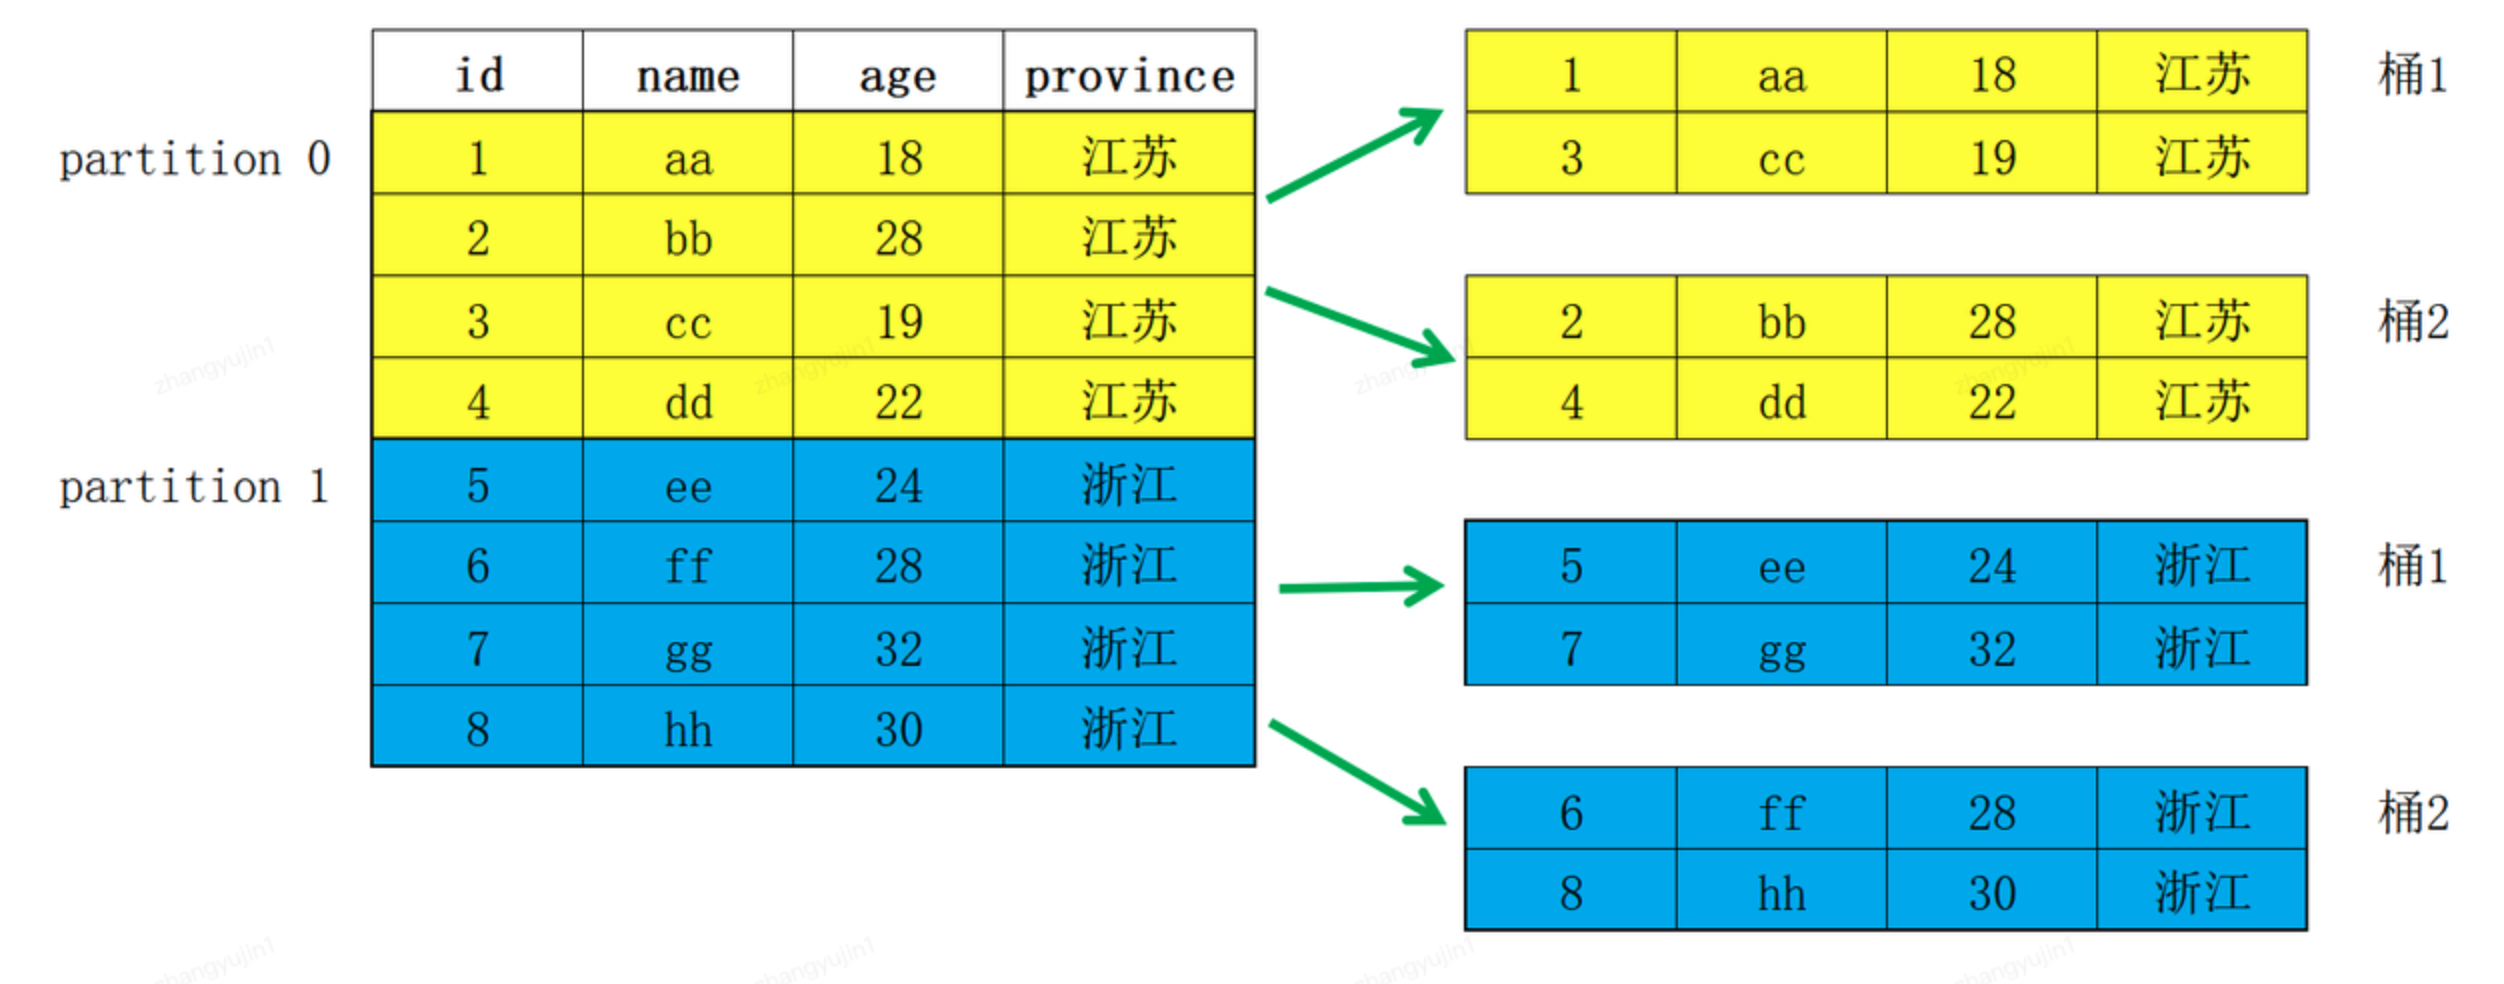 id name age province
partition 0 1 aa 18 江苏
2 bb 28 江苏
3 cc 19 江苏
4 dd 22 江苏
partition 1 5 ee 24 浙江
6 ff 28 浙江
7 gg 32 浙江
8 hh 30 浙江
1 aa 18 江苏 桶1
3 cc 19 江苏
2 bb 28 江苏 桶2
4 dd 22 江苏
5 ee 24 浙江 桶1
7 gg 32 浙江
6 ff 28 浙江 桶2
8 hh 30 浙江
zhangyujin1
zhangyujin1
zhangyujin1
zhangyujin1
zhangyujin1
zhangyujin1
zhangyujin1
zhangyujin1